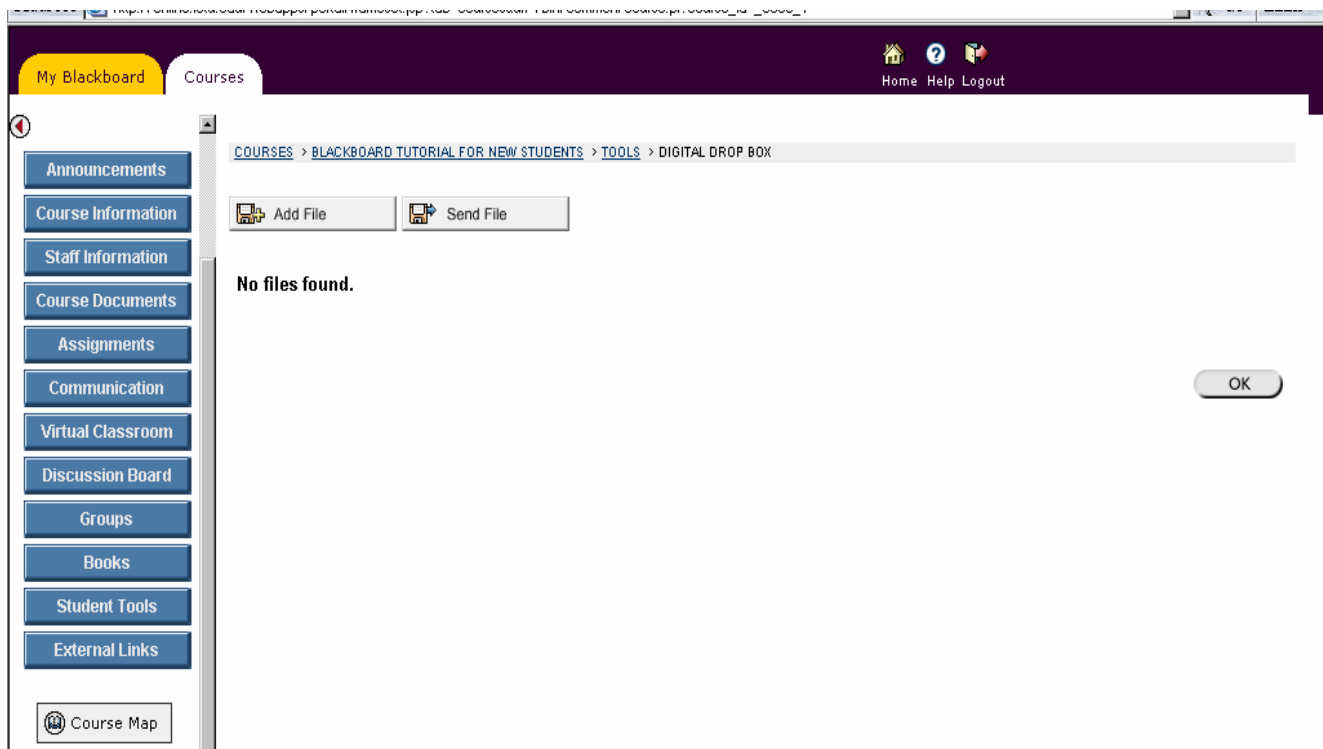 My Blackboard
Courses
Home Help Logout
COURSES > BLACKBOARD TUTORIAL FOR NEW STUDENTS > TOOLS > DIGITAL DROP BOX
Announcements
Course Information
Staff Information
Course Documents
Assignments
Communication
Virtual Classroom
Discussion Board
Groups
Books
Student Tools
External Links
Course Map
Add File
Send File
No files found.
OK